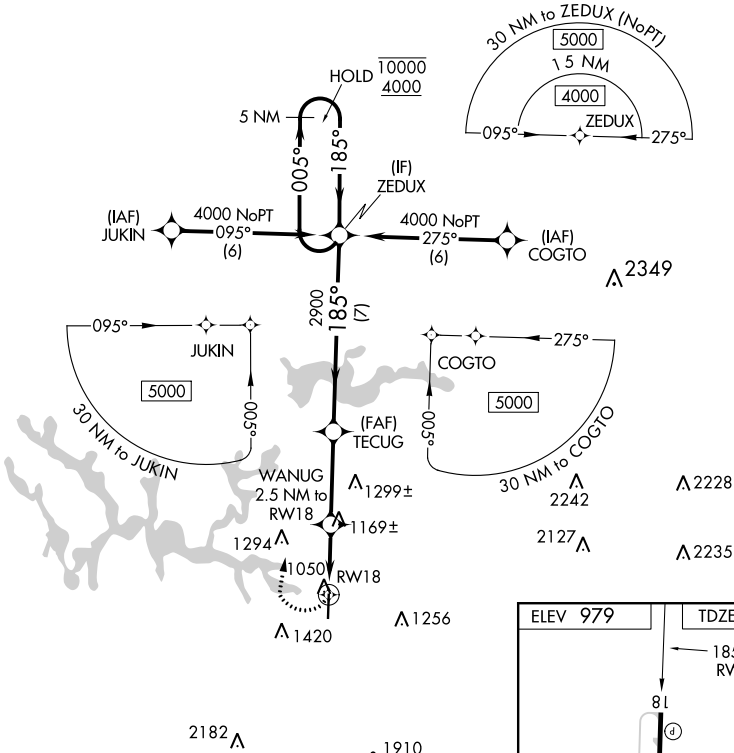 30 NM to ZEDUX (NoPT)
5000
15 NM
4000
ZEDUX
095°
275°
HOLD 10000
4000
5 NM
005°
185°
(IF)
ZEDUX
(IAF)
JUKIN
4000 NoPT
095°
(6)
4000 NoPT
275°
(6)
(IAF)
COGTO
2349
2900
185°
(7)
095°
JUKIN
5000
005°
30 NM to JUKIN
275°
COGTO
5000
005°
30 NM to COGTO
(FAF)
TECUG
WANUG
2.5 NM to
RW18
1299±
1169±
1294
1050
RW18
1420
1256
2242
2228
2127
2235
2182
1910
ELEV 979
TDZE
185
RW
18
P